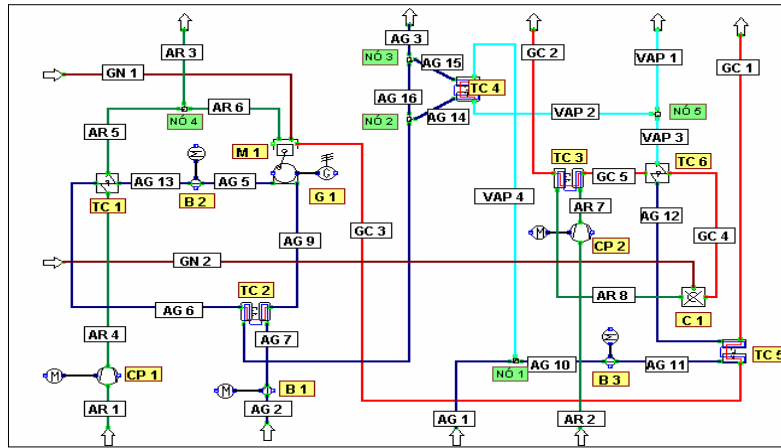 AG 3
AR 3
NÓ 3
AG 15
GC 2
VAP 1
GC 1
GN 1
TC 4
AR 6
AG 16
VAP 2
NÓ 5
NÓ 4
NÓ 2
AG 14
AR 5
VAP 3
M 1
TC 3
TC 6
AG 13
AG 5
GC 5
TC 1
B 2
G 1
G
VAP 4
AR 7
AG 12
GC 3
M
CP 2
GC 4
AG 9
GN 2
TC 2
AR 8
AG 6
C 1
AR 4
AG 7
TC 5
M
CP 1
NÓ 1
AG 10
AG 11
M
B 1
B 3
AR 1
AG 2
AG 1
AR 2